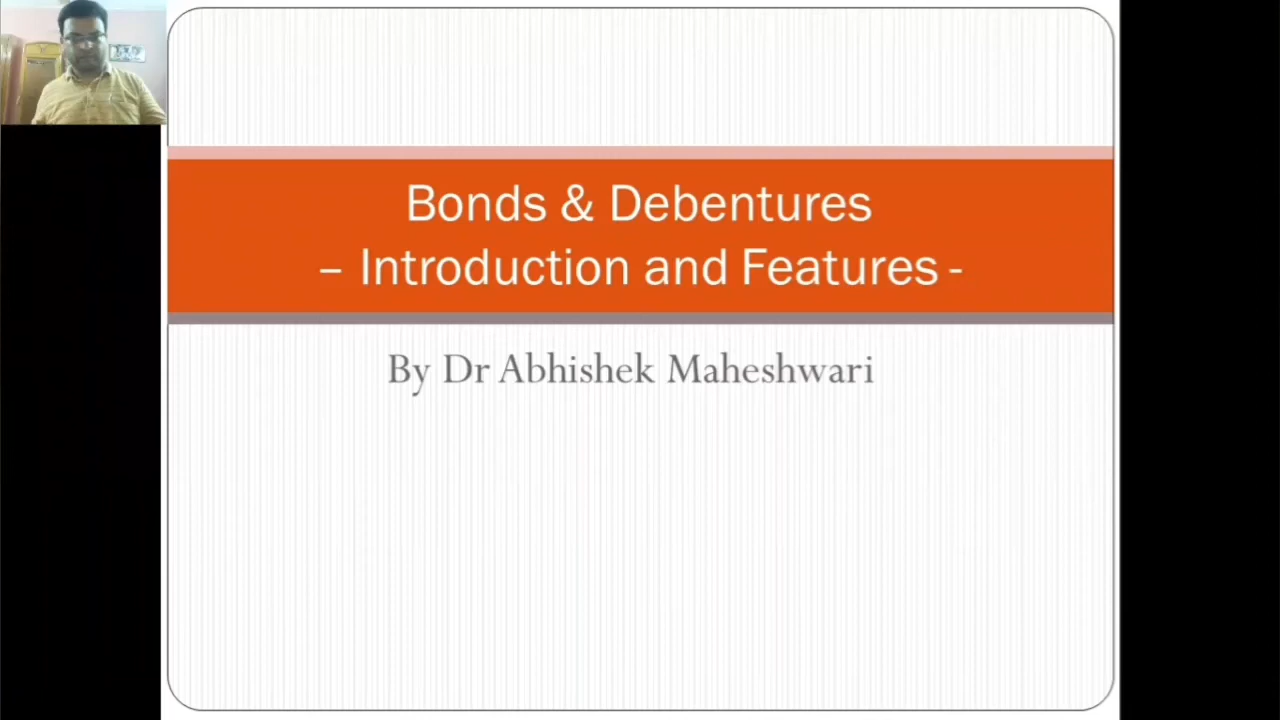 Bonds & Debentures
– Introduction and Features -
By Dr Abhishek Maheshwari